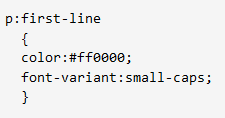 p:first-line
{
color:#ff0000;
font-variant:small-caps;
}